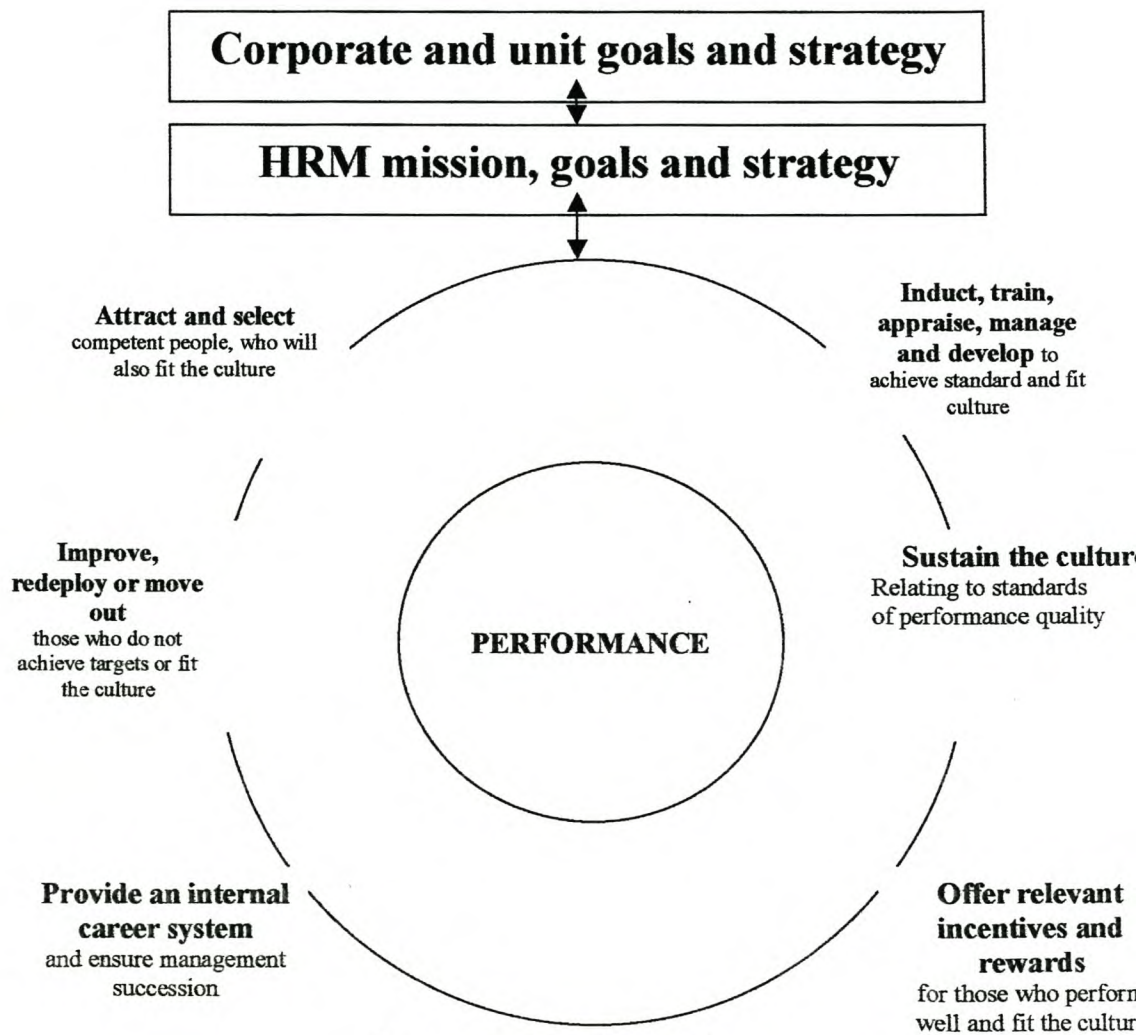 Corporate and unit goals and strategy
HRM mission, goals and strategy
Attract and select
competent people, who will
also fit the culture
Induct, train,
appraise, manage
and develop to
achieve standard and fit
culture
Improve,
redeploy or move
out
those who do not
achieve targets or fit
the culture
PERFORMANCE
Sustain the culture
Relating to standards
of performance quality
Provide an internal
career system
and ensure management
succession
Offer relevant
incentives and
rewards
for those who perform
well and fit the culture